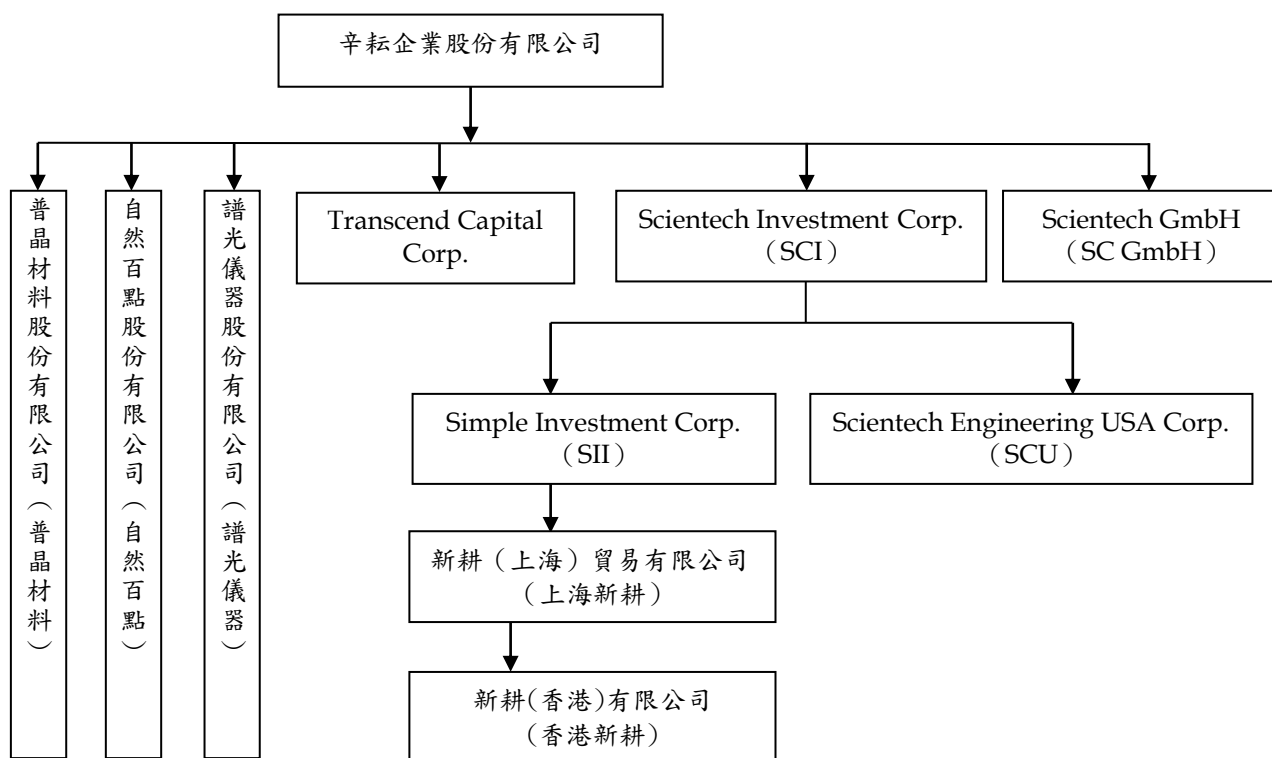 辛耘企業股份有限公司
普晶材料股份有限公司（普晶材料）
自然百點股份有限公司（自然百點）
譜光儀器股份有限公司（譜光儀器）
Transcend Capital
Corp.
Scientech Investment Corp.
（SCI）
Scientech GmbH
（SC GmbH）
Simple Investment Corp.
（SII）
Scientech Engineering USA Corp.
（SCU）
新耕（上海）貿易有限公司
（上海新耕）
新耕(香港)有限公司
（香港新耕）